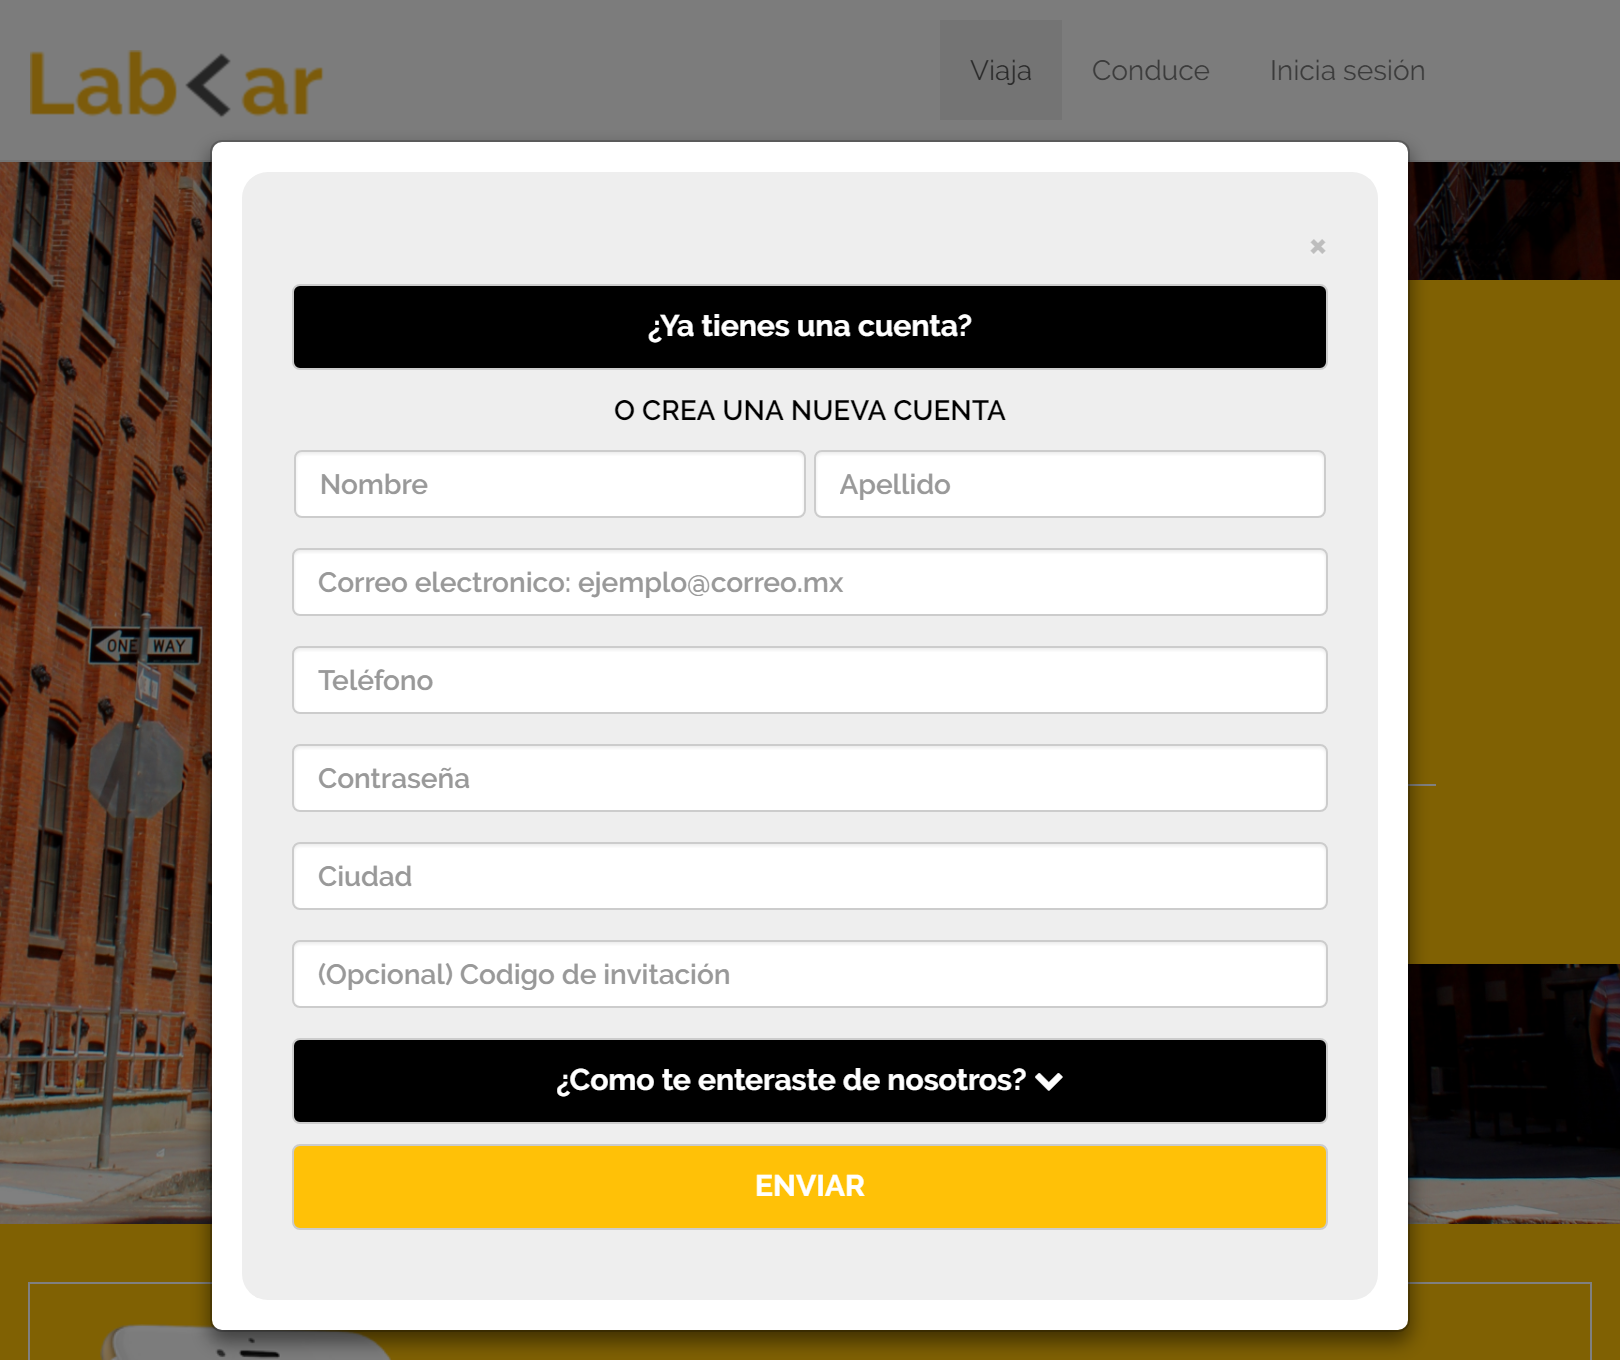 Lab<ar
Viaja
Conduce
Inicia sesión
ONE WAY
¿Ya tienes una cuenta?
O CREA UNA NUEVA CUENTA
Nombre
Apellido
Correo electronico: ejemplo@correo.mx
Teléfono
Contraseña
Ciudad
(Opcional) Codigo de invitación
¿Como te enteraste de nosotros?
ENVIAR